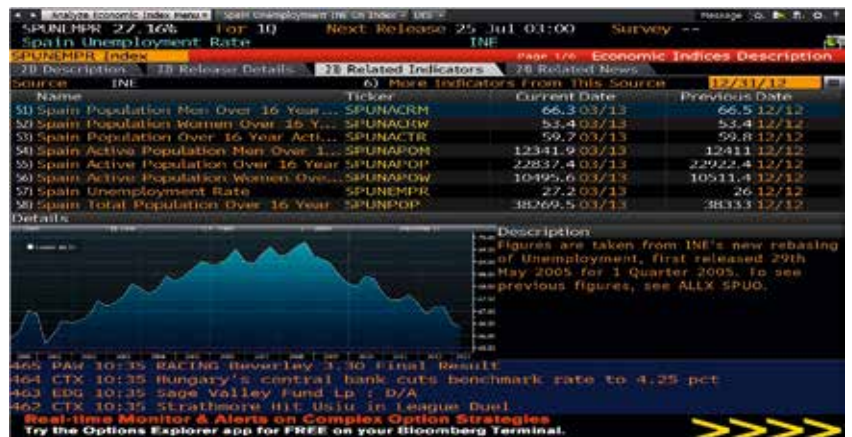 Analyze Economic Index Menu Spain Unemployment INE On Index DES Message
SPUNEMPR 27.16% For 1Q Next Release 25 Jul 03:00 Survey --
Spain Unemployment Rate INE
SPUNEMPR Index Page 1/6 Economic Indices Description
Description Release Details Related Indicators Related News
Source INE 6) More Indicators From This Source 12/31/12
Name Ticker Current Date Previous Date
51) Spain Population Men Over 16 Year... SPUNACRM 66.3 03/13 66.5 12/12
52) Spain Population Women Over 16 Y... SPUNACRW 53.4 03/13 53.4 12/12
53) Spain Population Over 16 Year Acti... SPUNACTR 59.7 03/13 59.8 12/12
54) Spain Active Population Men Over 1... SPUNAPOM 12341.9 03/13 12411 12/12
55) Spain Active Population Over 16 Year SPUNAPOP 22837.4 03/13 22922.4 12/12
56) Spain Active Population Women Ove... SPUNAPOW 10495.6 03/13 10511.4 12/12
57) Spain Unemployment Rate SPUNEMPR 27.2 03/13 26 12/12
58) Spain Total Population Over 16 Year SPUNPOP 38269.5 03/13 38333 12/12
Details
Description
Figures are taken from INE's new rebasing
of Unemployment, first released 29th
May 2005 for 1 Quarter 2005. To see
previous figures, see ALLX SPUO.
465 PAW 10:35 RACING Beverley 3.30 Final Result
464 CTX 10:35 Hungary's central bank cuts benchmark rate to 4.25 pct
463 EDG 10:35 Sage Valley Fund Lp : D/A
462 CTX 10:35 Strathmore Hit Usiu in League Duel
Real-time Monitor & Alerts on Complex Option Strategies
Try the Options Explorer app for FREE on your Bloomberg Terminal.
>>>>